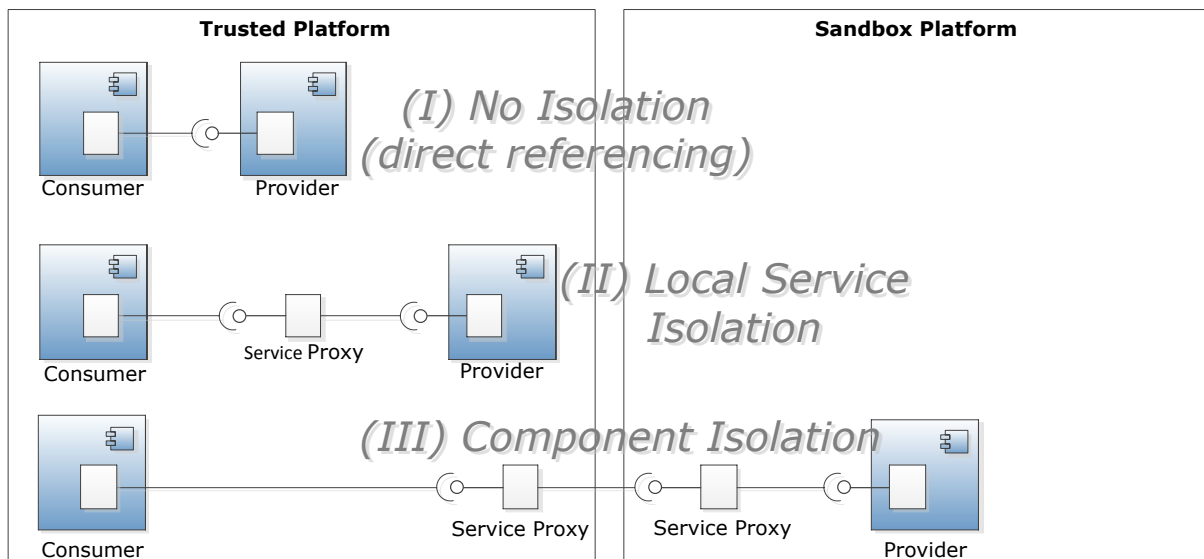 Trusted Platform
Sandbox Platform
(I) No Isolation
(direct referencing)
Consumer
Provider
(II) Local Service
Isolation
Service Proxy
Consumer
Provider
(III) Component Isolation
Service Proxy
Service Proxy
Consumer
Provider